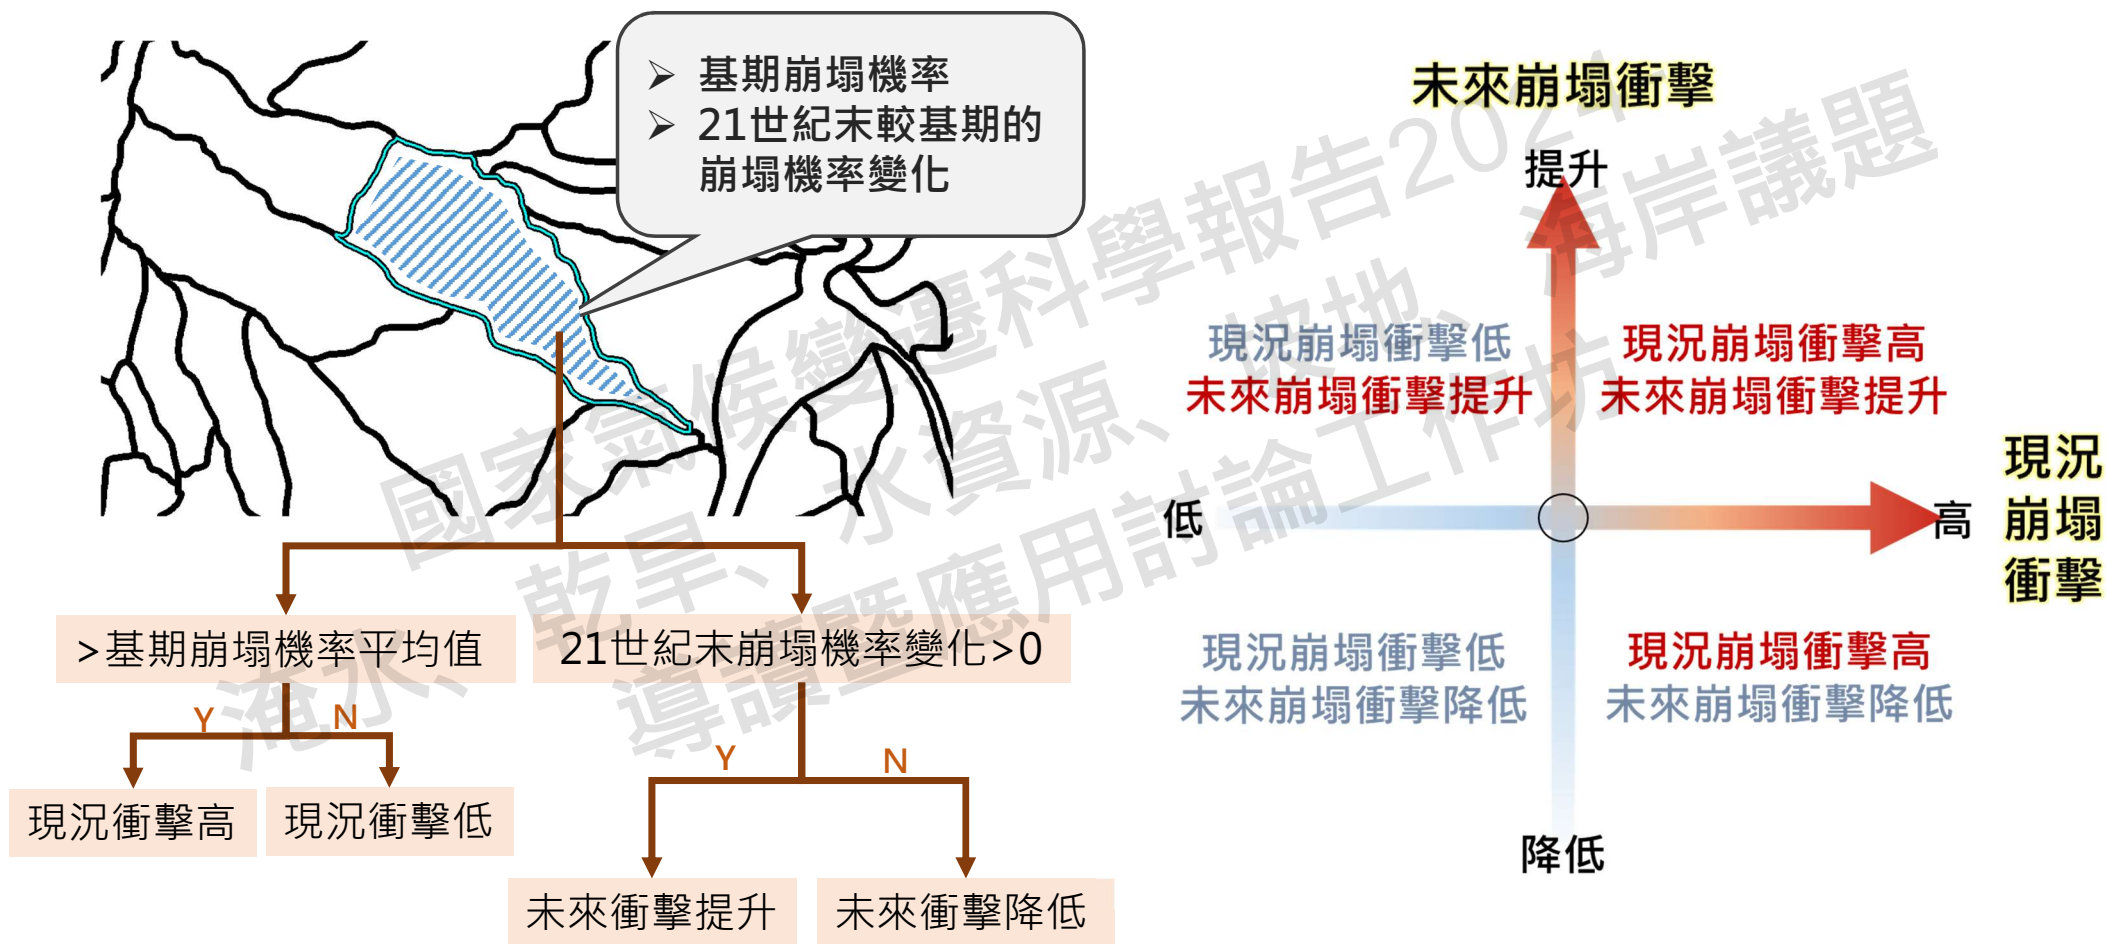 ➢ 基期崩塌機率
➢ 21世紀末較基期的
崩塌機率變化
>基期崩塌機率平均值
21世紀末崩塌機率變化>0
Y
N
Y
N
現況衝擊高
現況衝擊低
未來衝擊提升
未來衝擊降低
未來崩塌衝擊
提升
現況崩塌衝擊低
未來崩塌衝擊提升
現況崩塌衝擊高
未來崩塌衝擊提升
低
高
現況
崩塌
衝擊
現況崩塌衝擊低
未來崩塌衝擊降低
現況崩塌衝擊高
未來崩塌衝擊降低
降低
國家氣候變遷科學報告2024-
乾旱、水資源、坡地、海岸議題
淹水、導讀暨應用討論工作坊